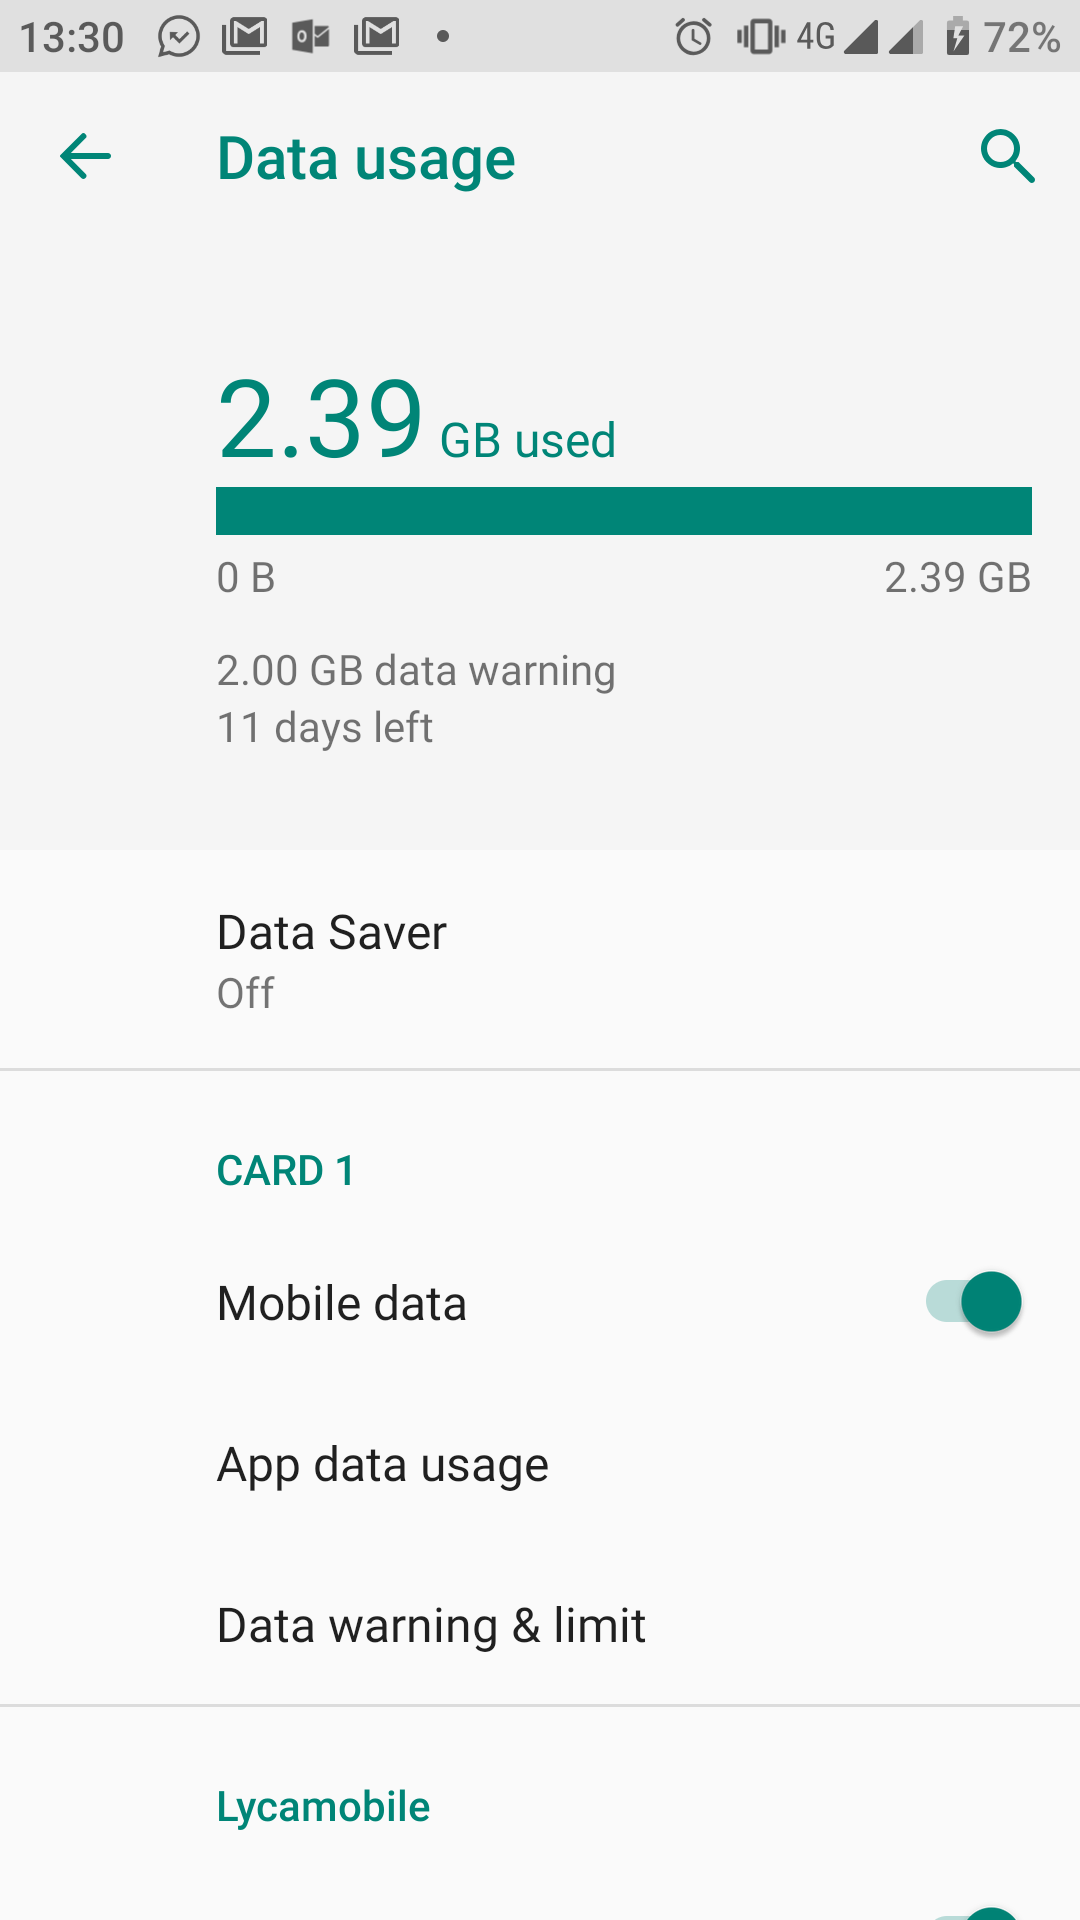 13:30 4G 72%
Data usage
2.39 GB used
0 B 2.39 GB
2.00 GB data warning
11 days left
Data Saver
Off
CARD 1
Mobile data
App data usage
Data warning & limit
Lycamobile